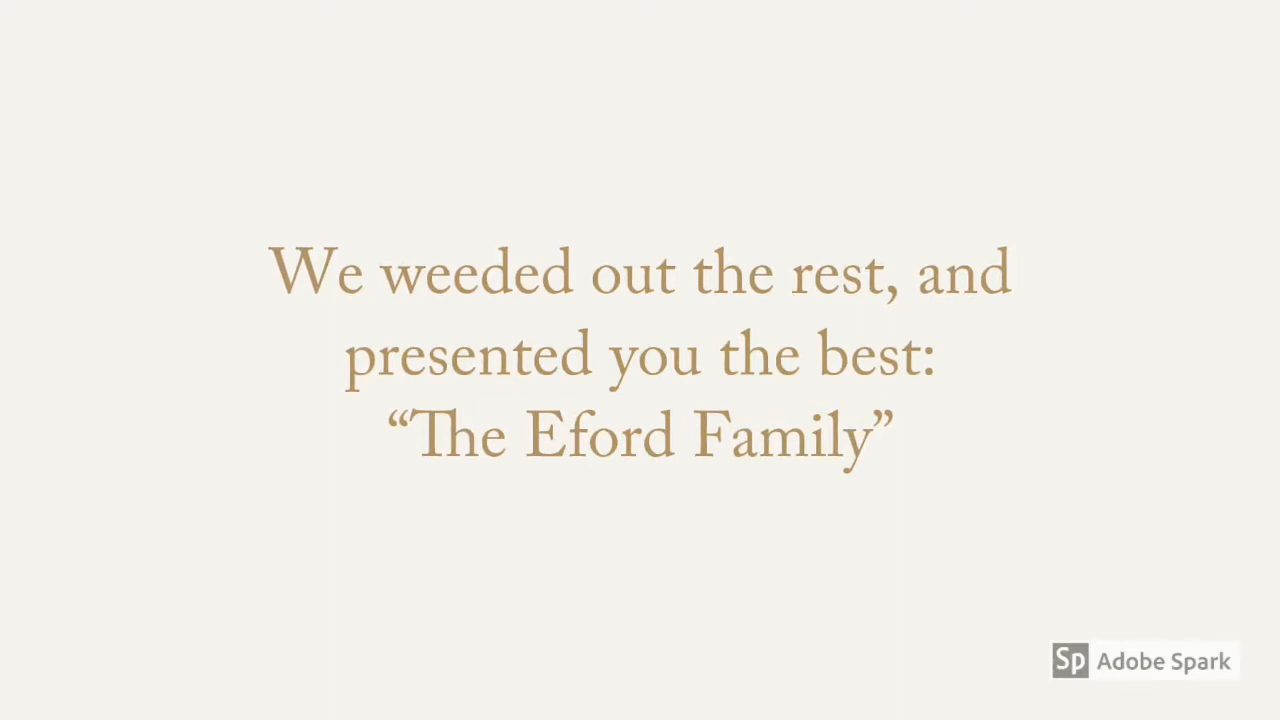 We weeded out the rest, and
presented you the best:
“The Eford Family”
Sp Adobe Spark